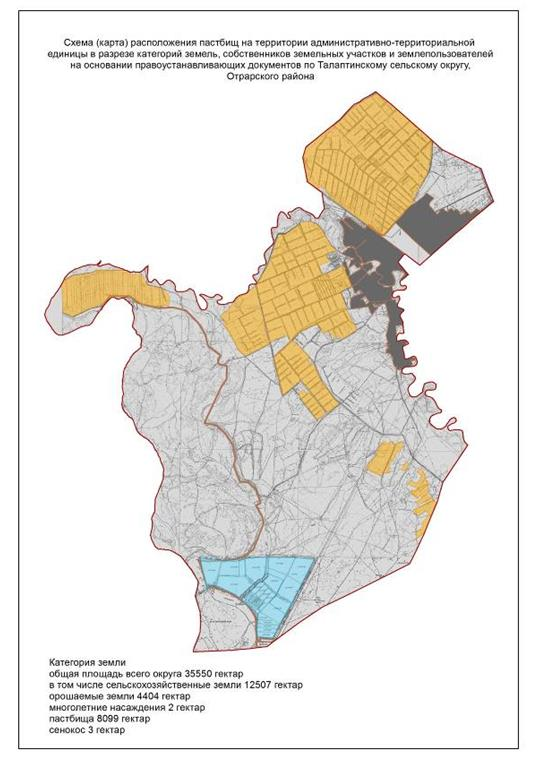 Схема (карта) расположения пастбищ на территории административно-территориальной
единицы в разрезе категорий земель, собственников земельных участков и землепользователей
на основании правоустанавливающих документов по Талаптинскому сельскому округу,
Отрарского района
Категория земли
общая площадь всего округа 35550 гектар
в том числе сельскохозяйственные земли 12507 гектар
орошаемые земли 4404 гектар
многолетние насаждения 2 гектар
пастбища 8099 гектар
сенокос 3 гектар